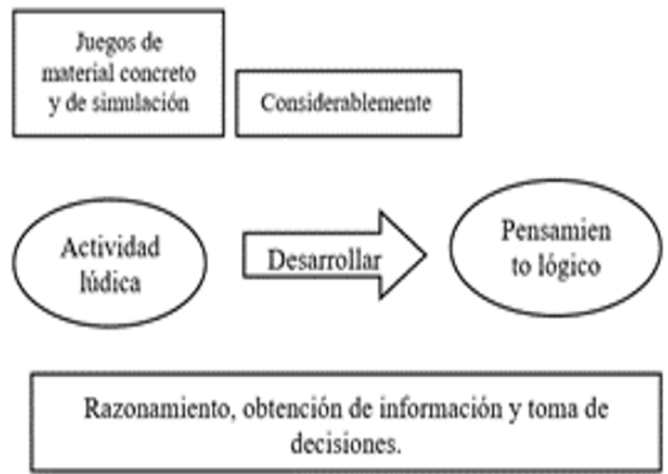 Juegos de
material concreto
y de simulación
Considerablemente
Actividad
lúdica
Desarrollar
Pensamien
to lógico
Razonamiento, obtención de información y toma de
decisiones.